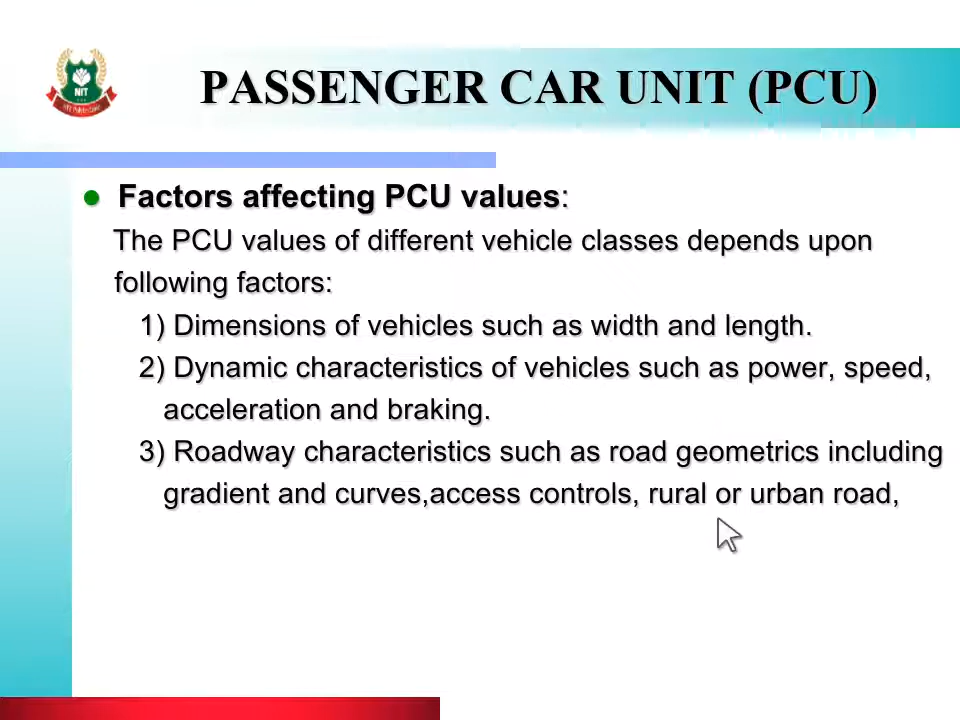 PASSENGER CAR UNIT (PCU)
NIT
Factors affecting PCU values:
The PCU values of different vehicle classes depends upon
following factors:
1) Dimensions of vehicles such as width and length.
2) Dynamic characteristics of vehicles such as power, speed,
acceleration and braking.
3) Roadway characteristics such as road geometrics including
gradient and curves,access controls, rural or urban road,